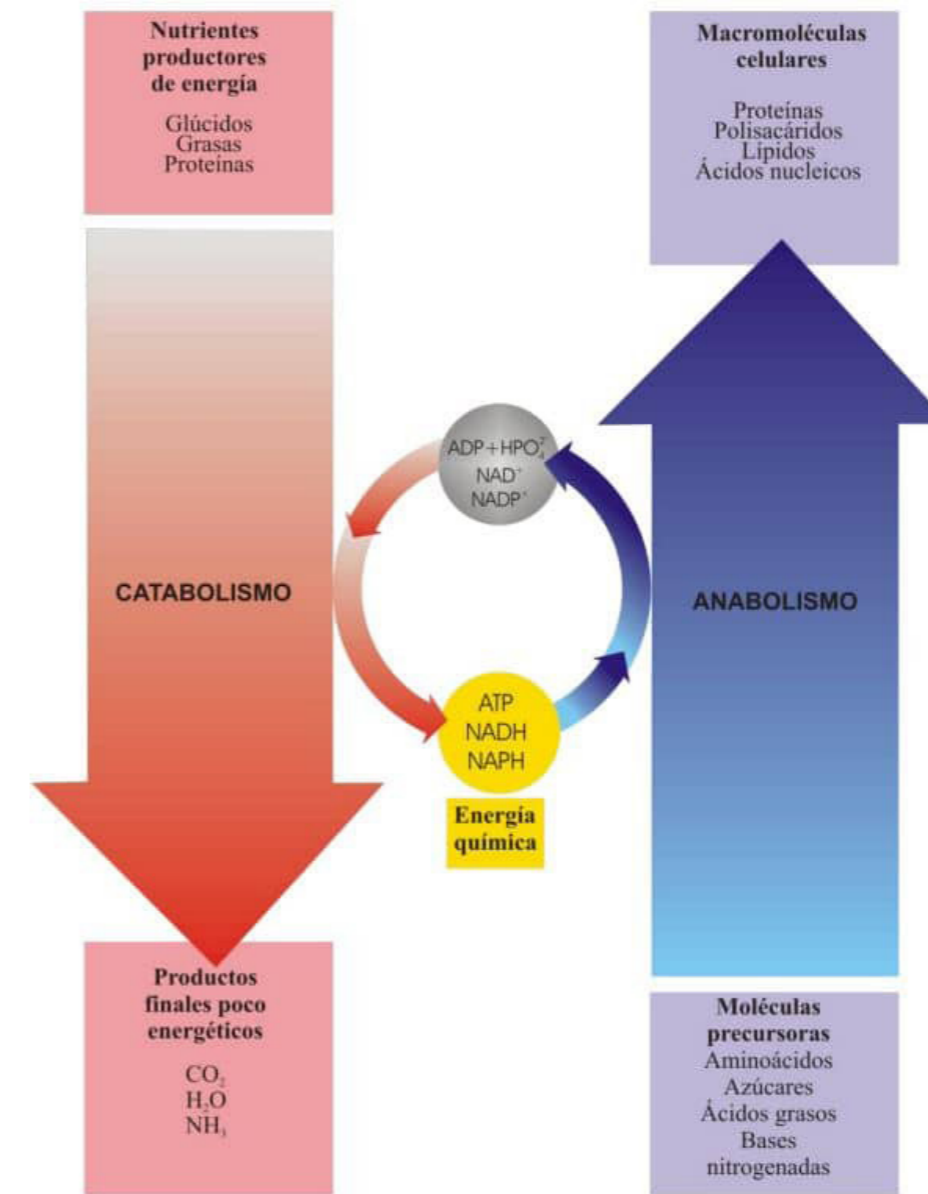 Nutrientes
productores
de energía
Glúcidos
Grasas
Proteínas
CATABOLISMO
Productos
finales poco
energéticos
CO₂
H₂O
NH₃
ADP+HPO₄²⁻
NAD⁺
NADP⁺
ATP
NADH
NAPH
Energía
química
Macromoléculas
celulares
Proteínas
Polisacáridos
Lípidos
Ácidos nucleicos
ANABOLISMO
Moléculas
precursoras
Aminoácidos
Azúcares
Ácidos grasos
Bases
nitrogenadas